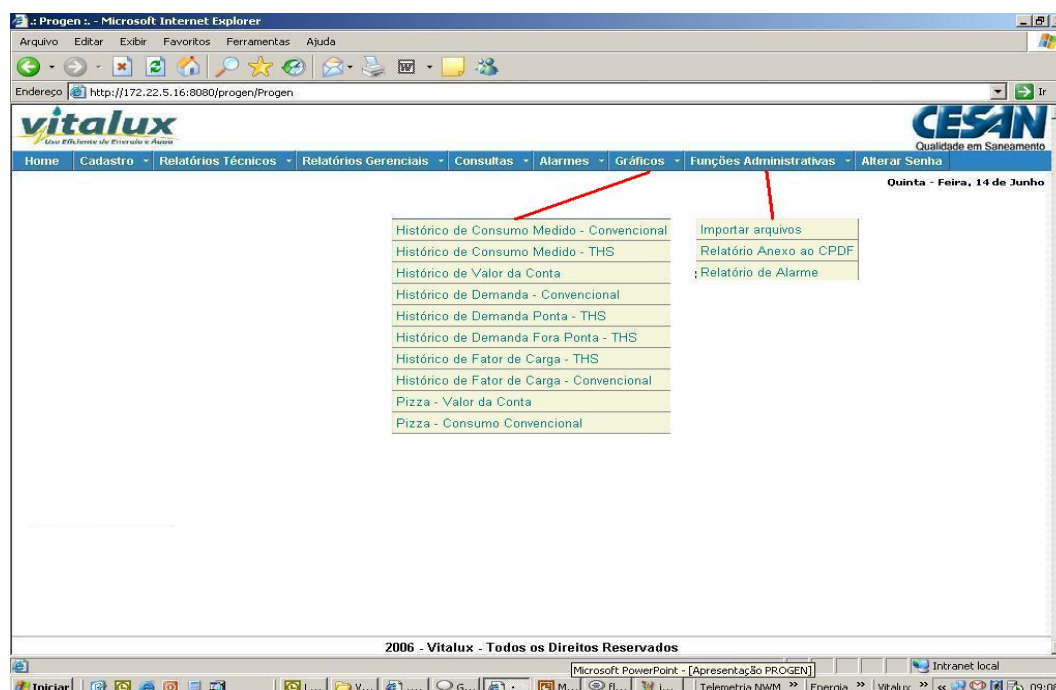 .: Progen :. - Microsoft Internet Explorer
Arquivo Editar Exibir Favoritos Ferramentas Ajuda
Endereço http://172.22.5.16:8080/progen/Progen Ir
vitalux
Uso Eficiente de Energia e Água
CESAN
Qualidade em Saneamento
Home Cadastro Relatórios Técnicos Relatórios Gerenciais Consultas Alarmes Gráficos Funções Administrativas Alterar Senha
Quinta - Feira, 14 de Junho
Histórico de Consumo Medido - Convencional
Histórico de Consumo Medido - THS
Histórico de Valor da Conta
Histórico de Demanda - Convencional
Histórico de Demanda Ponta - THS
Histórico de Demanda Fora Ponta - THS
Histórico de Fator de Carga - THS
Histórico de Fator de Carga - Convencional
Pizza - Valor da Conta
Pizza - Consumo Convencional
Importar arquivos
Relatório Anexo ao CPDF
Relatório de Alarme
2006 - Vitalux - Todos os Direitos Reservados
Microsoft PowerPoint - [Apresentação PROGEN]
Intranet local
Iniciar Telemetria NWM » Energia » Vitalux »